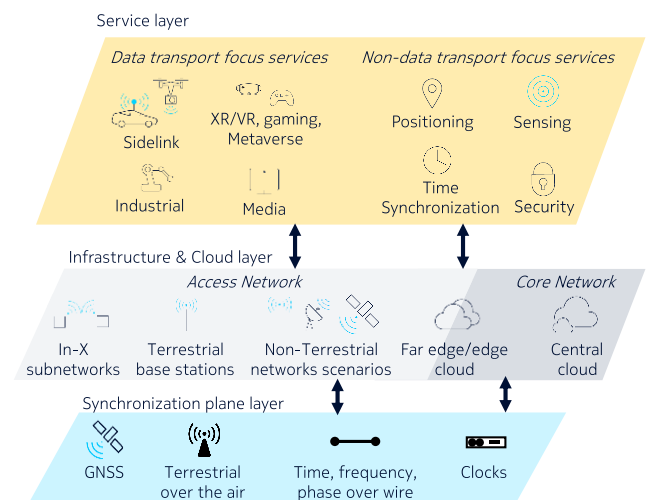 Service layer
Data transport focus services
Non-data transport focus services
Sidelink
XR/VR, gaming,
Metaverse
Positioning
Sensing
Industrial
Media
Time
Synchronization
Security
Infrastructure & Cloud layer
Access Network
Core Network
In-X
subnetworks
Terrestrial
base stations
Non-Terrestrial
networks scenarios
Far edge/edge
cloud
Central
cloud
Synchronization plane layer
GNSS
Terrestrial
over the air
Time, frequency,
phase over wire
Clocks